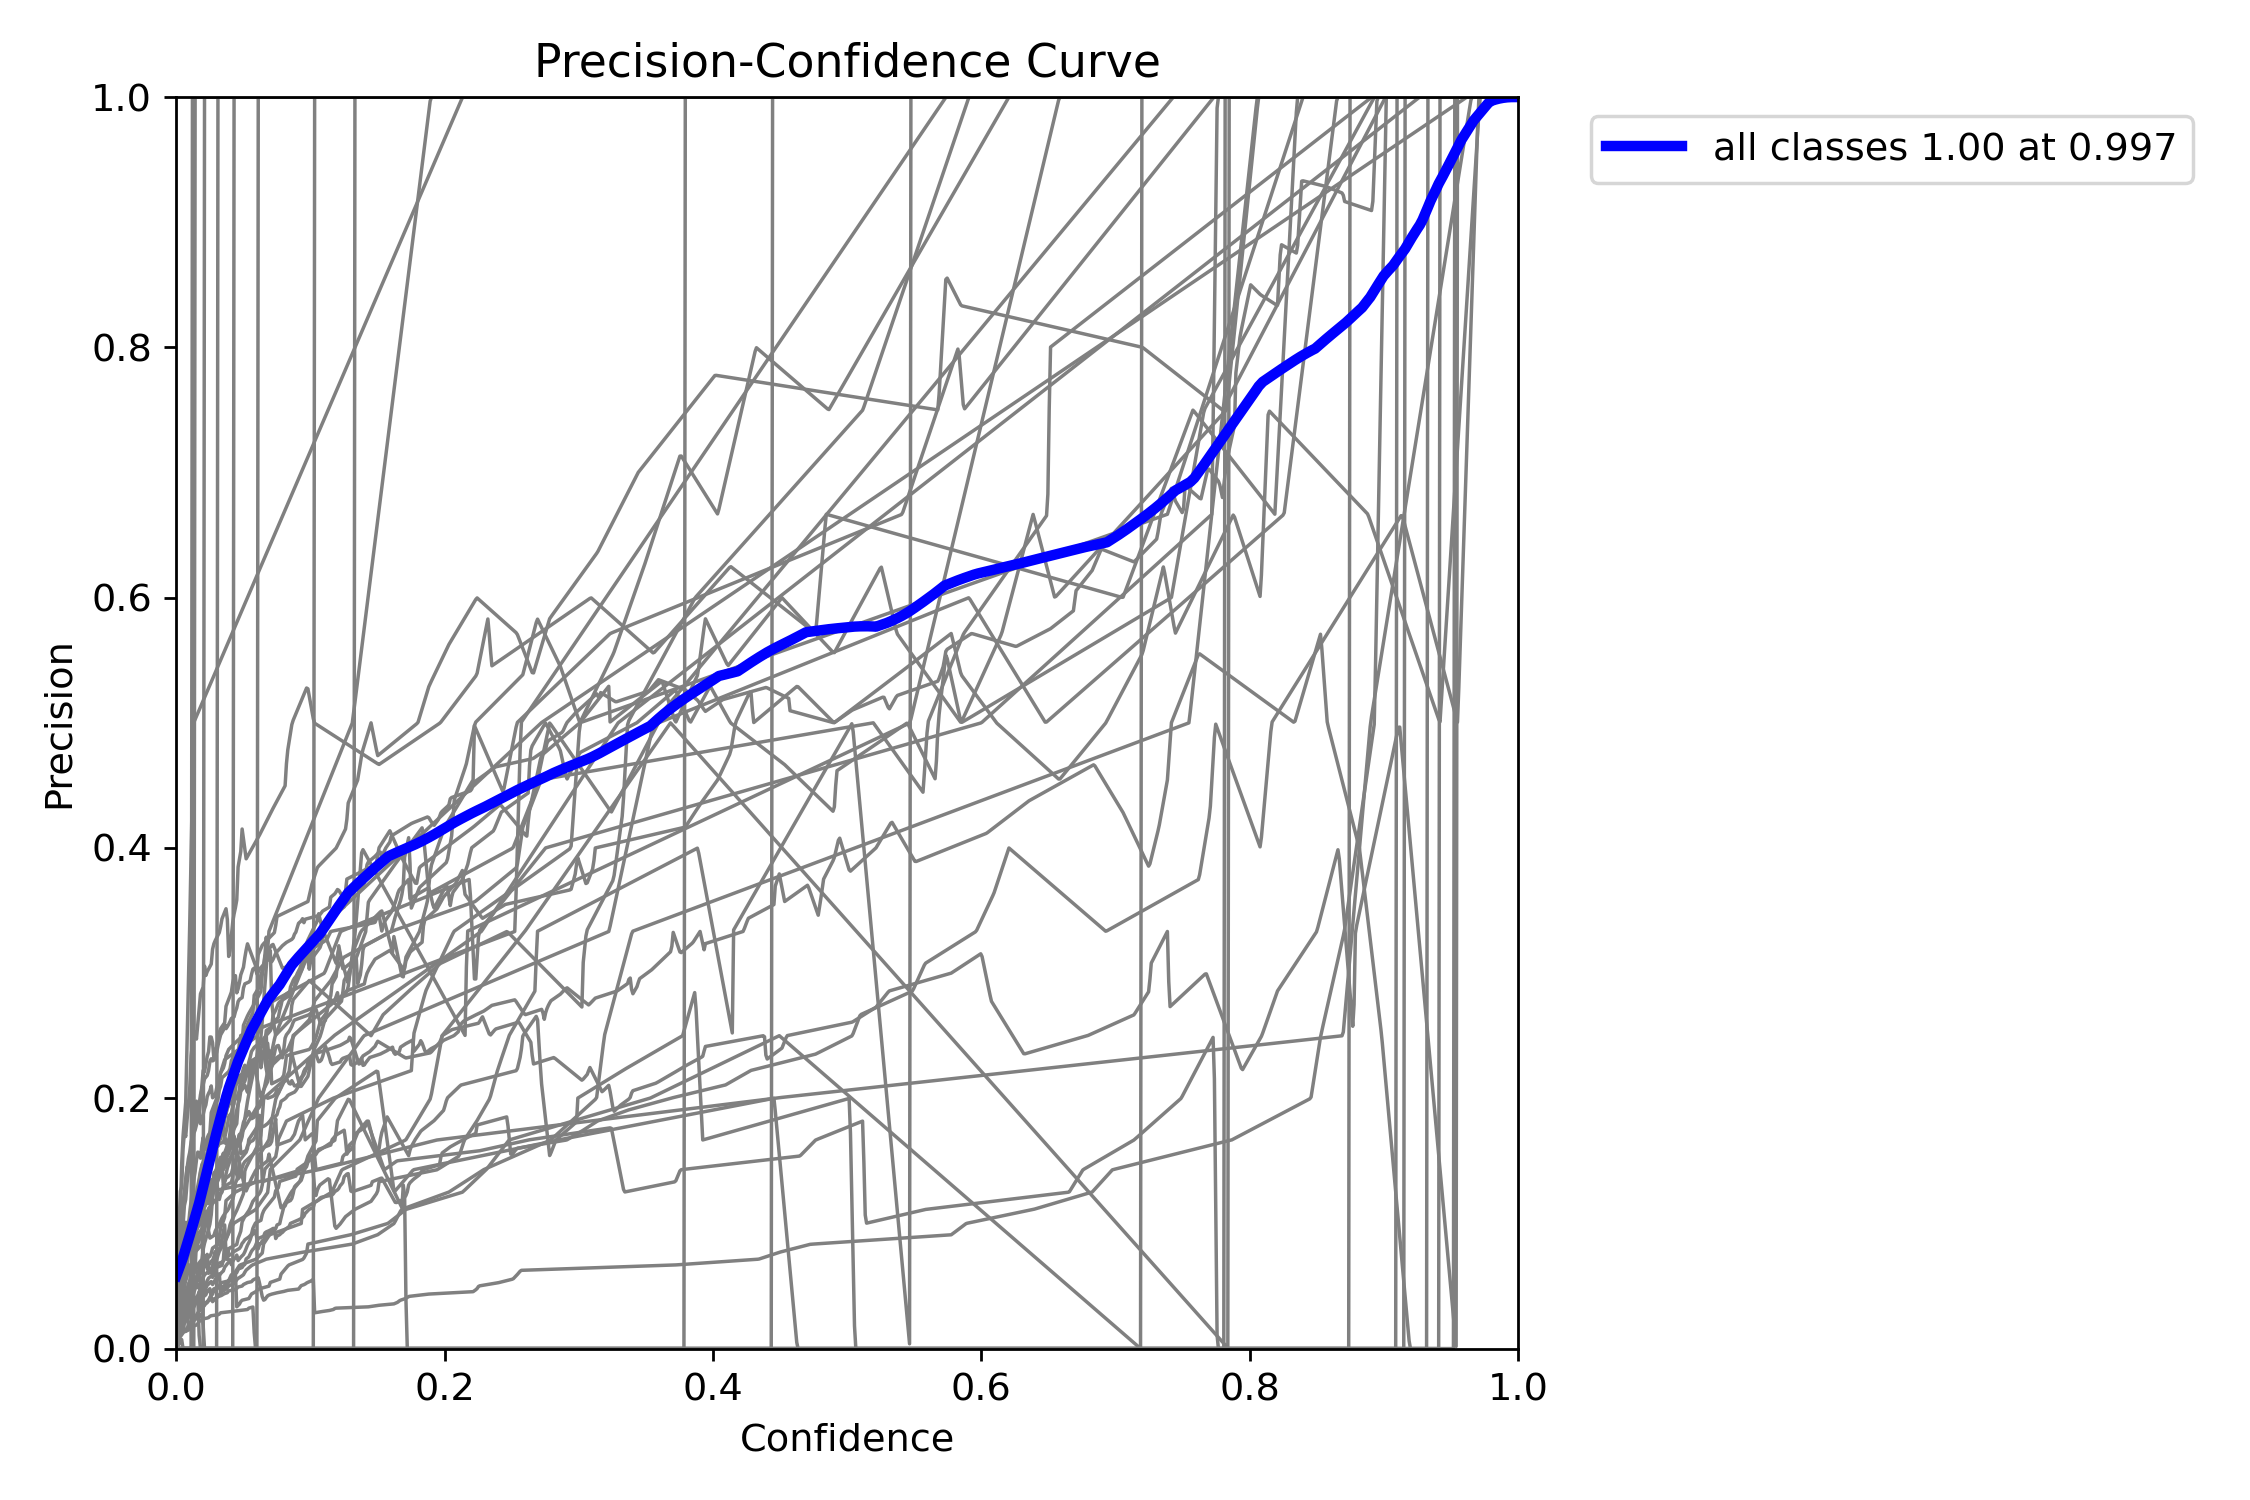 Precision-Confidence Curve
all classes 1.00 at 0.997
Precision
1.0
0.8
0.6
0.4
0.2
0.0
0.0 0.2 0.4 0.6 0.8 1.0
Confidence